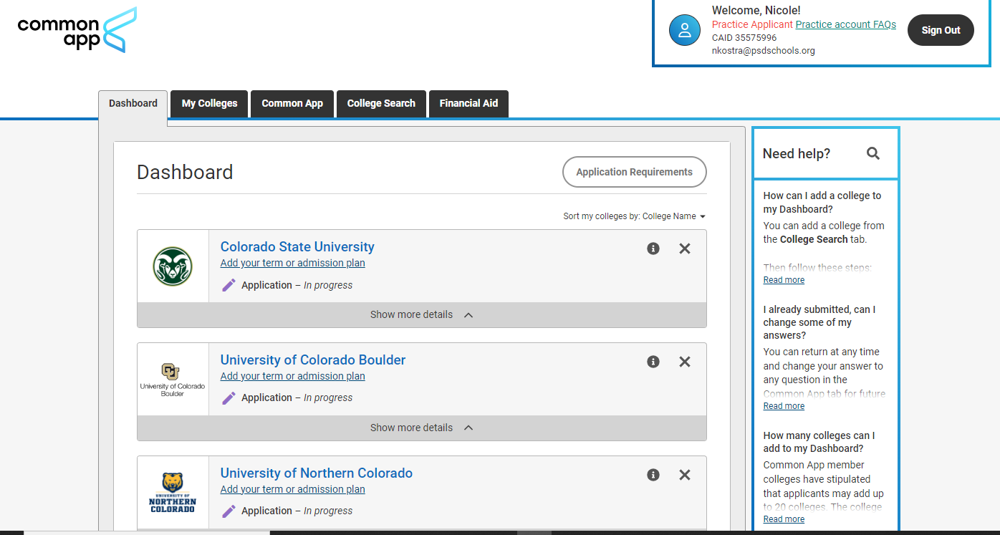 common
app
Welcome, Nicole!
Practice Applicant Practice account FAQs
CAID 35575996
nkostra@psdschools.org
Sign Out
Dashboard
My Colleges
Common App
College Search
Financial Aid
Dashboard
Application Requirements
Sort my colleges by: College Name
Colorado State University
Add your term or admission plan
Application – In progress
Show more details
University of Colorado
Boulder
University of Colorado Boulder
Add your term or admission plan
Application – In progress
Show more details
UNIVERSITY OF
NORTHERN
COLORADO
University of Northern Colorado
Add your term or admission plan
Application – In progress
Need help?
How can I add a college to
my Dashboard?
You can add a college from
the College Search tab.
Then follow these steps:
Read more
I already submitted, can I
change some of my
answers?
You can return at any time
and change your answer to
any question in the
Common App tab for future
Read more
How many colleges can I
add to my Dashboard?
Common App member
colleges have stipulated
that applicants may add up
to 20 colleges. The college
Read more